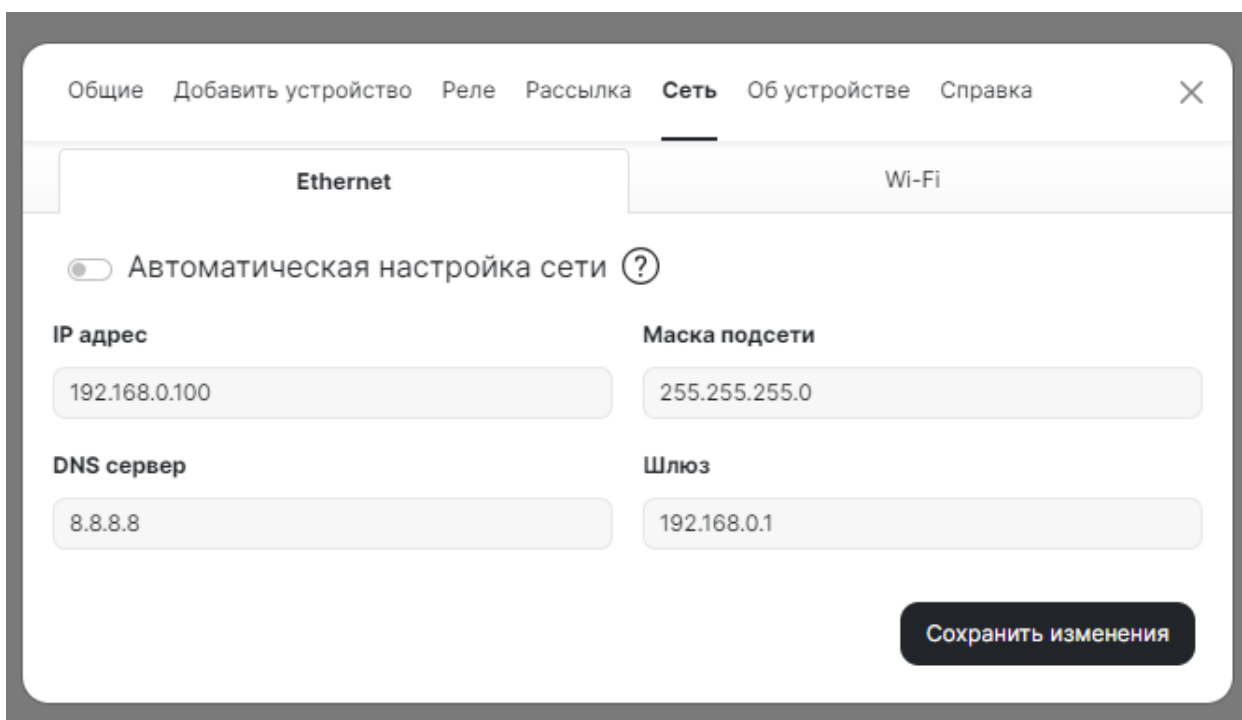 Общие Добавить устройство Реле Рассылка Сеть Об устройстве Справка
Ethernet Wi-Fi
Автоматическая настройка сети ?
IP адрес Маска подсети
192.168.0.100 255.255.255.0
DNS сервер Шлюз
8.8.8.8 192.168.0.1
Сохранить изменения